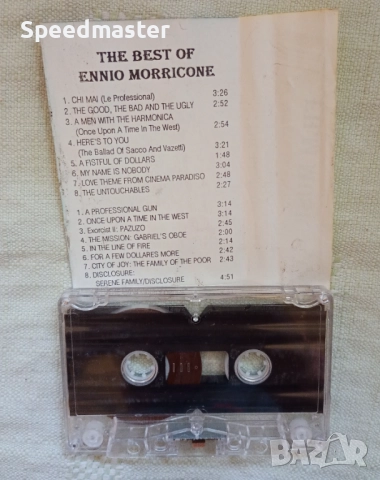 Speedmaster
THE BEST OF
ENNIO MORRICONE
1. CHI MAI (Le Professional) 3:26
2. THE GOOD, THE BAD AND THE UGLY 2:52
3. A MEN WITH THE HARMONICA
(Once Upon A Time In The West) 2:54
4. HERE'S TO YOU
(The Ballad Of Sacco And Vazetti) 3:21
5. A FISTFUL OF DOLLARS 1:48
6. MY NAME IS NOBODY 3:04
7. LOVE THEME FROM CINEMA PARADISO 2:48
8. THE UNTOUCHABLES 2:27
1. A PROFESSIONAL GUN 3:14
2. ONCE UPON A TIME IN THE WEST 3:14
3. Exorcist II: PAZUZO 2:45
4. THE MISSION: GABRIEL'S OBOE 2:00
5. IN THE LINE OF FIRE 2:14
6. FOR A FEW DOLLARES MORE 2:42
7. CITY OF JOY: THE FAMILY OF THE POOR 2:43
8. DISCLOSURE:
SERENE FAMILY/DISCLOSURE 4:51
BAZAR